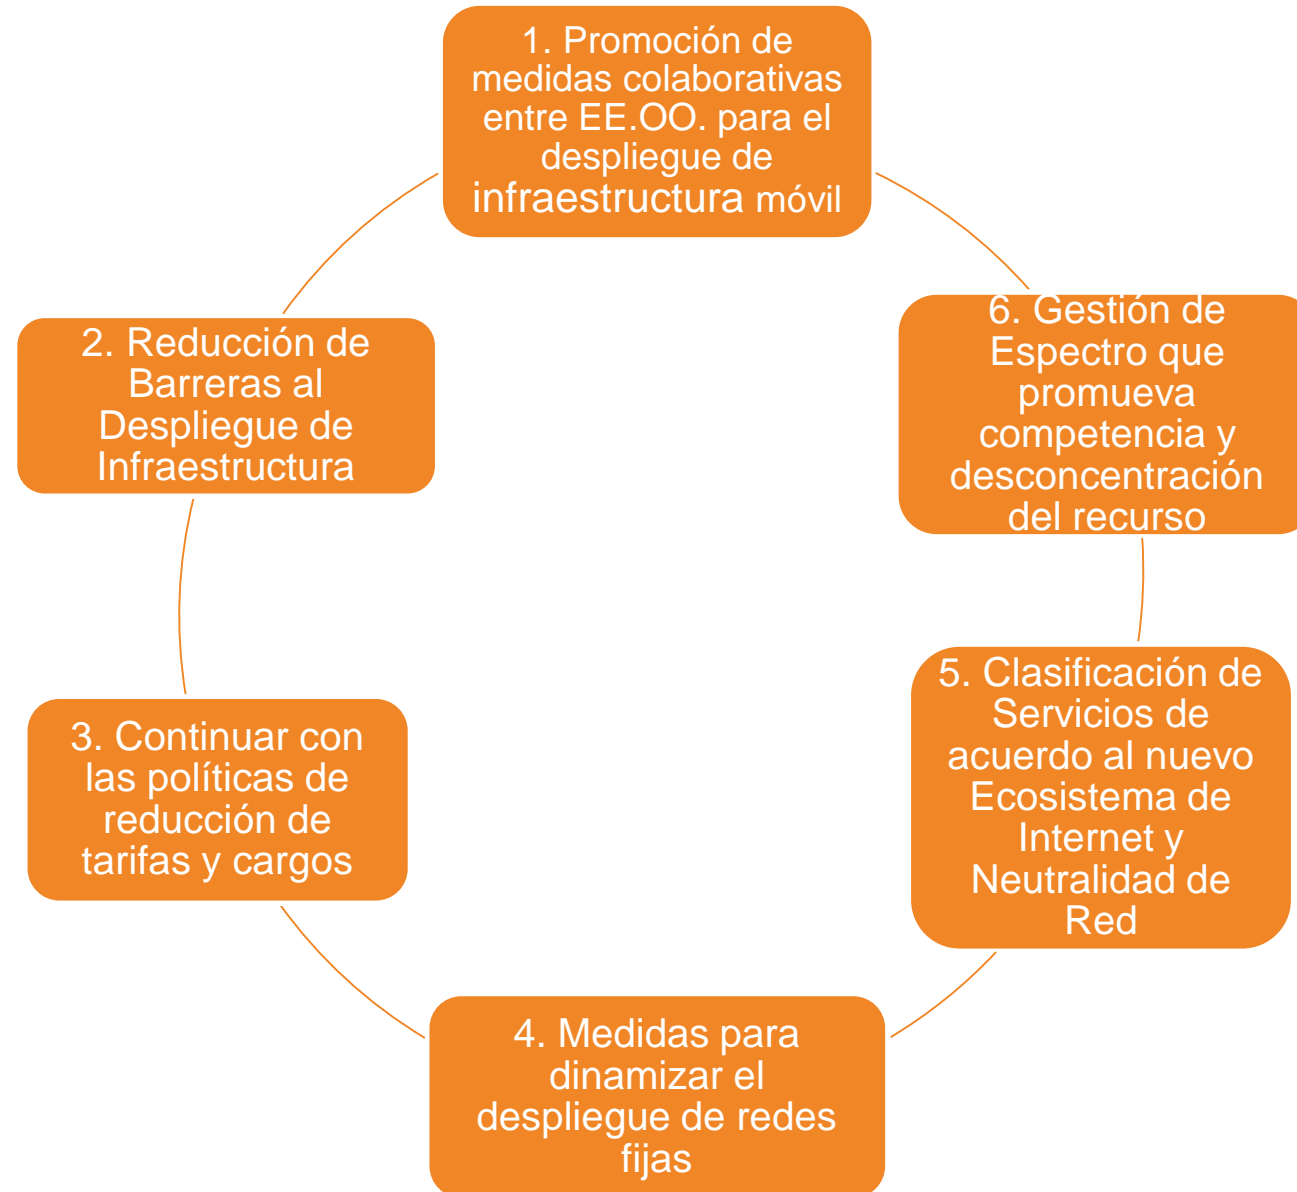 1. Promoción de
medidas colaborativas
entre EE.OO. para el
despliegue de
infraestructura móvil
2. Reducción de
Barreras al
Despliegue de
Infraestructura
3. Continuar con
las políticas de
reducción de
tarifas y cargos
4. Medidas para
dinamizar el
despliegue de redes
fijas
5. Clasificación de
Servicios de
acuerdo al nuevo
Ecosistema de
Internet y
Neutralidad de
Red
6. Gestión de
Espectro que
promueva
competencia y
desconcentración
del recurso